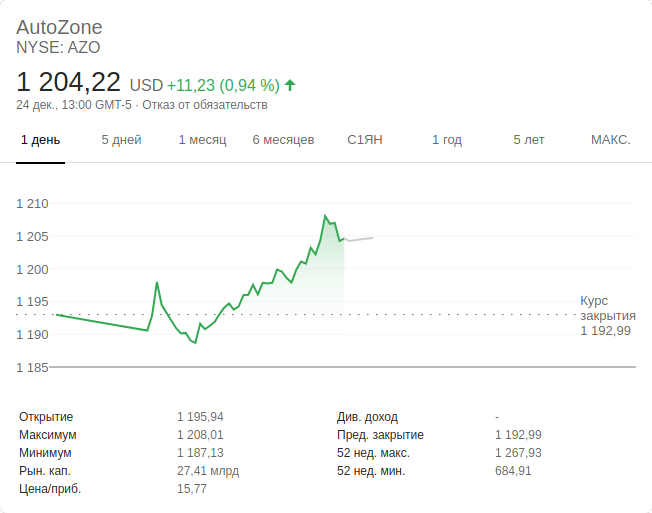 AutoZone
NYSE: AZO
1 204,22 USD +11,23 (0,94 %)
24 дек., 13:00 GMT-5 · Отказ от обязательств
1 день 5 дней 1 месяц 6 месяцев С1ЯН 1 год 5 лет МАКС.
1 210
1 205
1 200
1 195
1 190
1 185
Курс
закрытия
1 192,99
Открытие 1 195,94 Див. доход -
Максимум 1 208,01 Пред. закрытие 1 192,99
Минимум 1 187,13 52 нед. макс. 1 267,93
Рын. кап. 27,41 млрд 52 нед. мин. 684,91
Цена/приб. 15,77